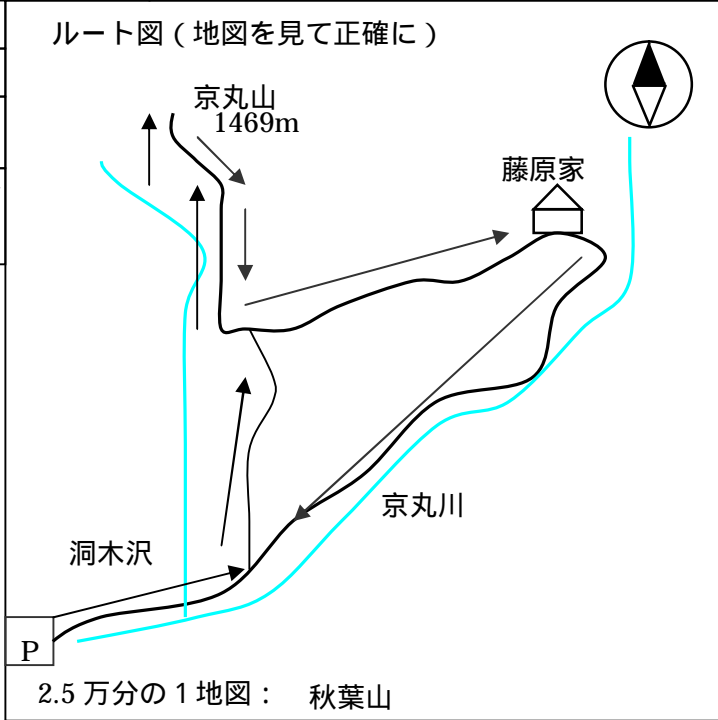 ルート図（地図を見て正確に）
京丸山
1469m
藤原家
京丸川
洞木沢
P
2.5万分の1地図： 秋葉山